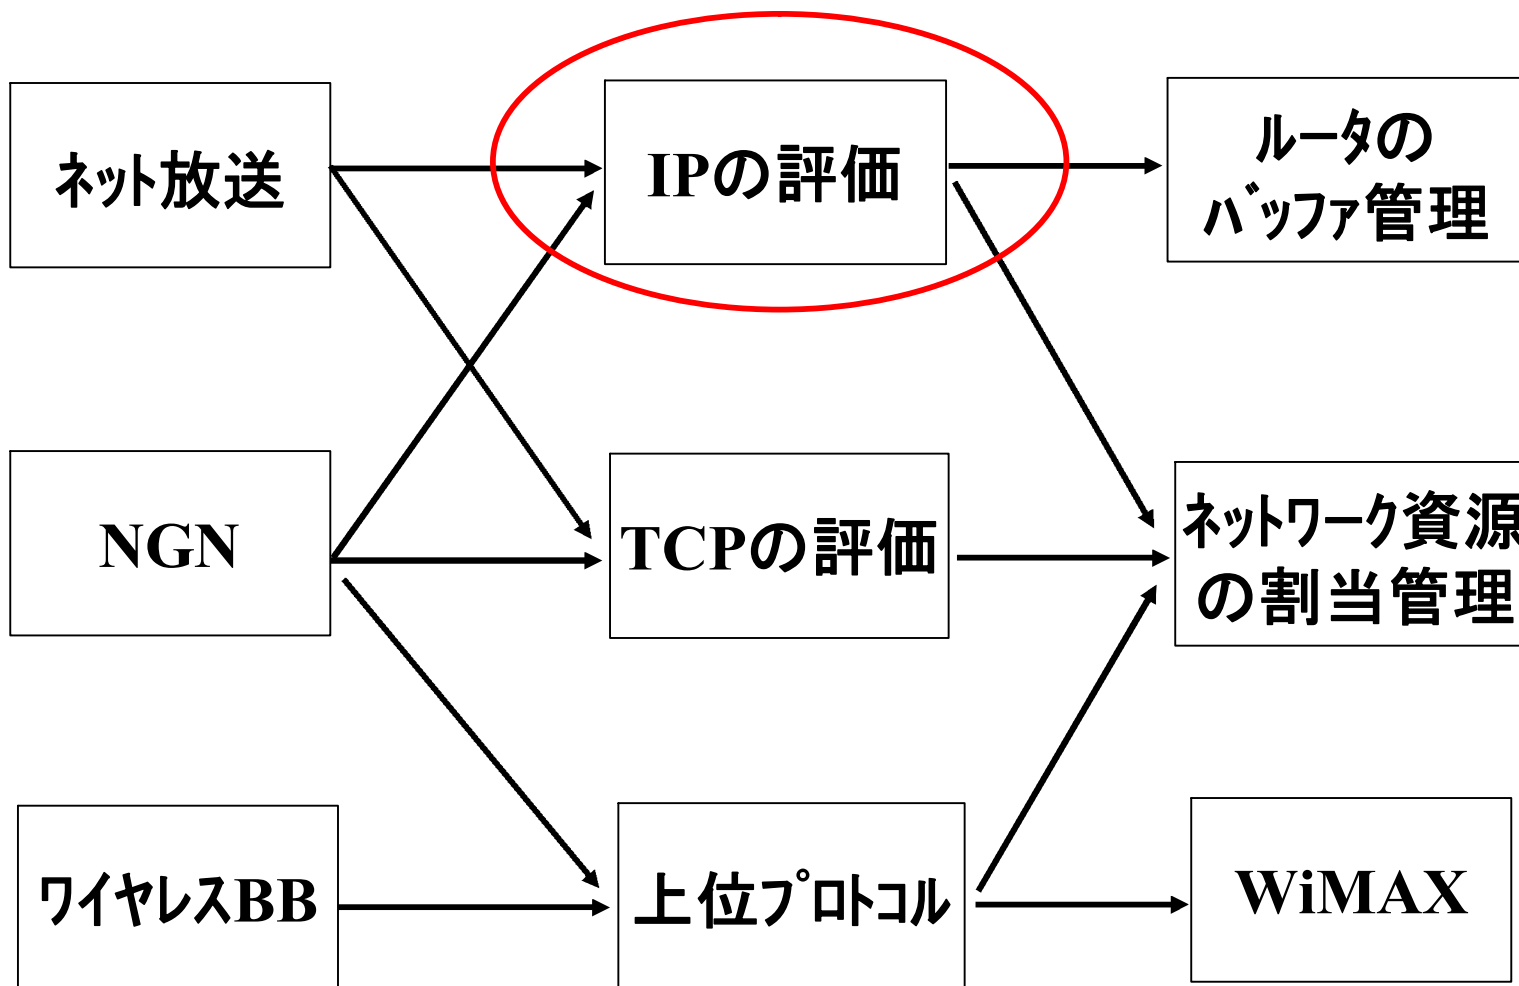 ネット放送
IPの評価
ルータの
バッファ管理
NGN
TCPの評価
ネットワーク資源
の割当管理
ワイヤレスBB
上位プロトコル
WiMAX